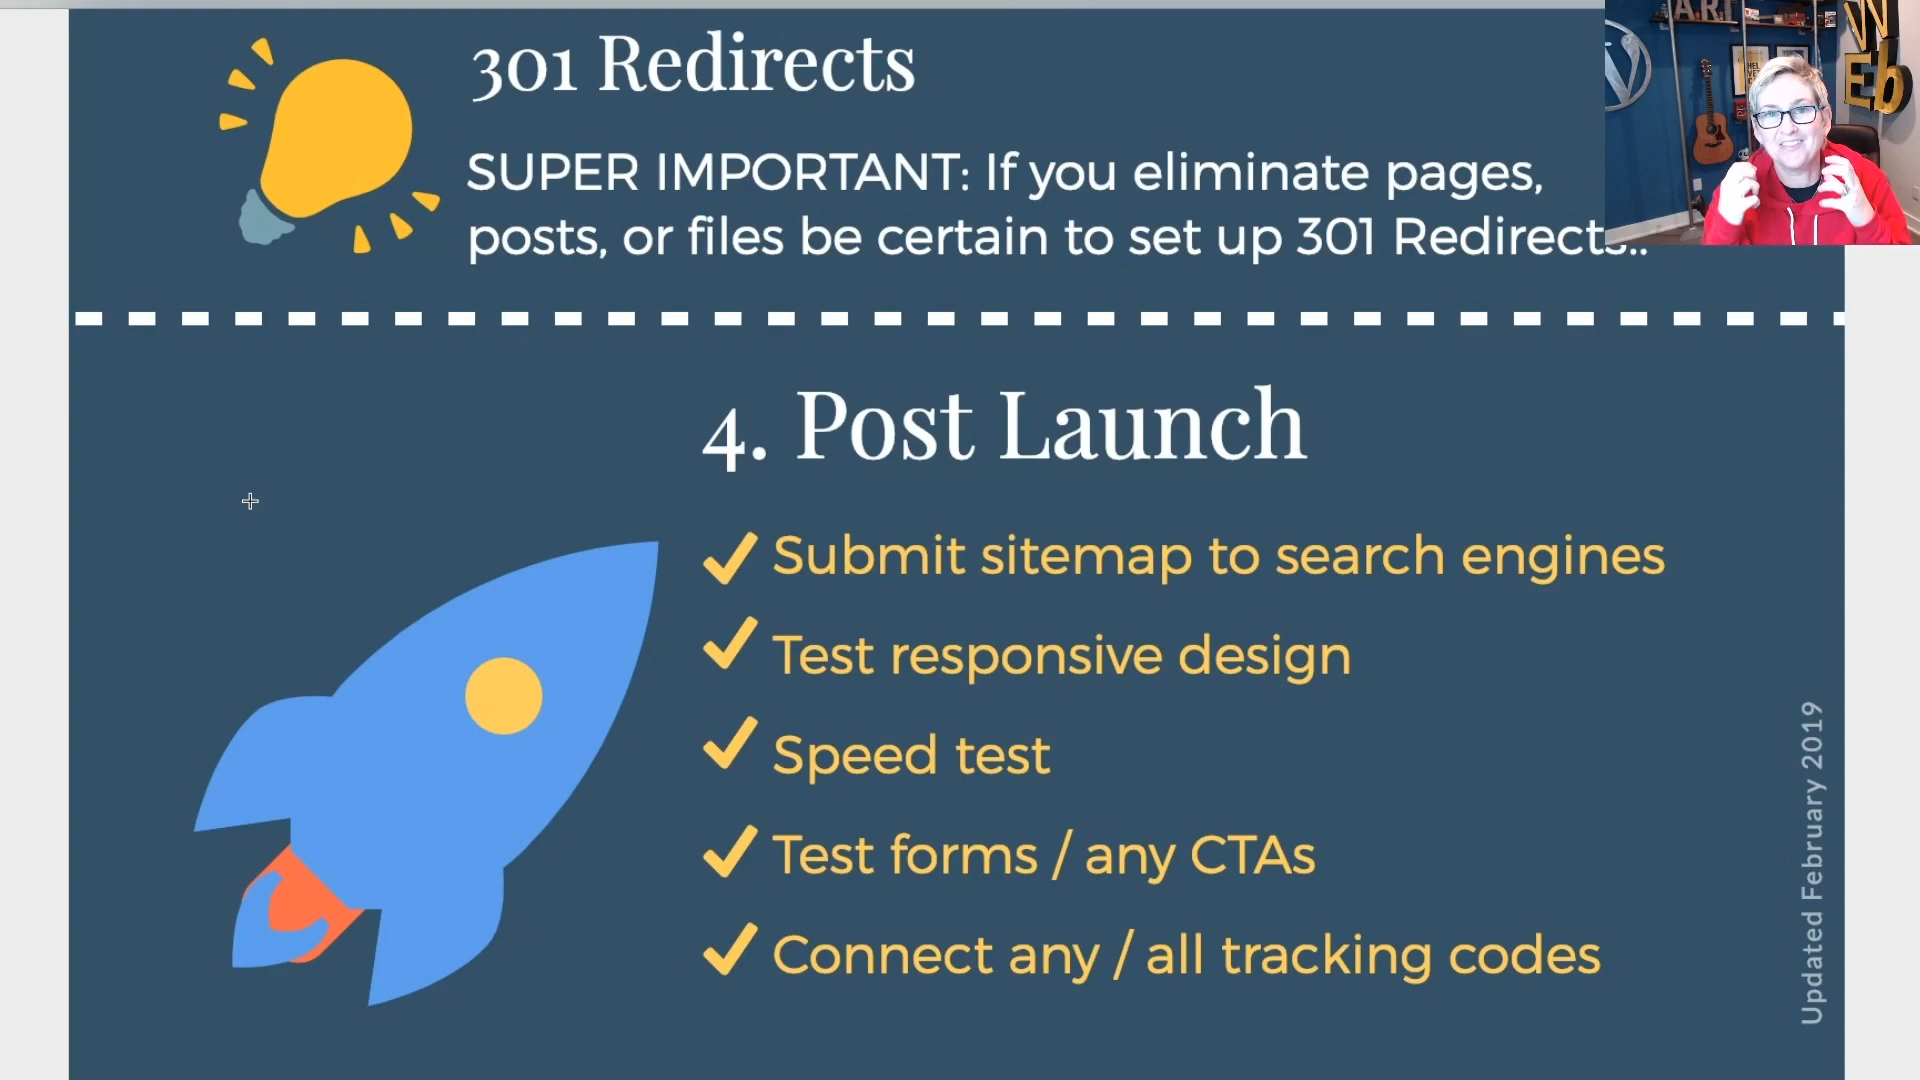 301 Redirects
SUPER IMPORTANT: If you eliminate pages,
posts, or files be certain to set up 301 Redirects..
4. Post Launch
Submit sitemap to search engines
Test responsive design
Speed test
Test forms / any CTAs
Connect any / all tracking codes
Updated February 2019
ART
W
Eb